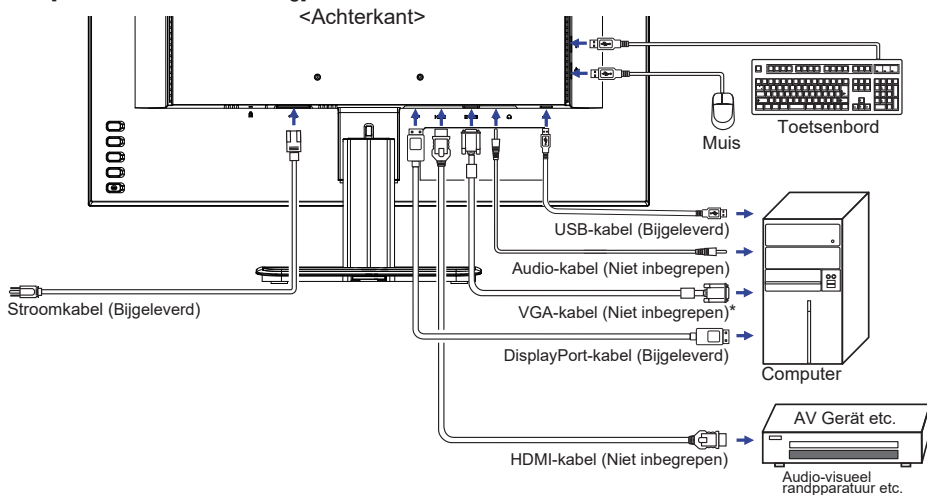 <Achterkant>
Muis
Toetsenbord
USB-kabel (Bijgeleverd)
Audio-kabel (Niet inbegrepen)
Stroomkabel (Bijgeleverd)
VGA-kabel (Niet inbegrepen)*
DisplayPort-kabel (Bijgeleverd)
Computer
AV Gerät etc.
HDMI-kabel (Niet inbegrepen)
Audio-visueel
randpparatuur etc.